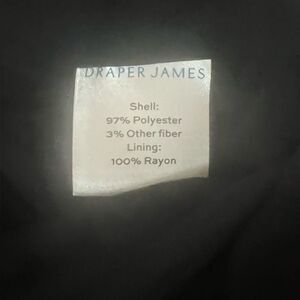 DRAPER JAMES
Shell:
97% Polyester
3% Other fiber
Lining:
100% Rayon